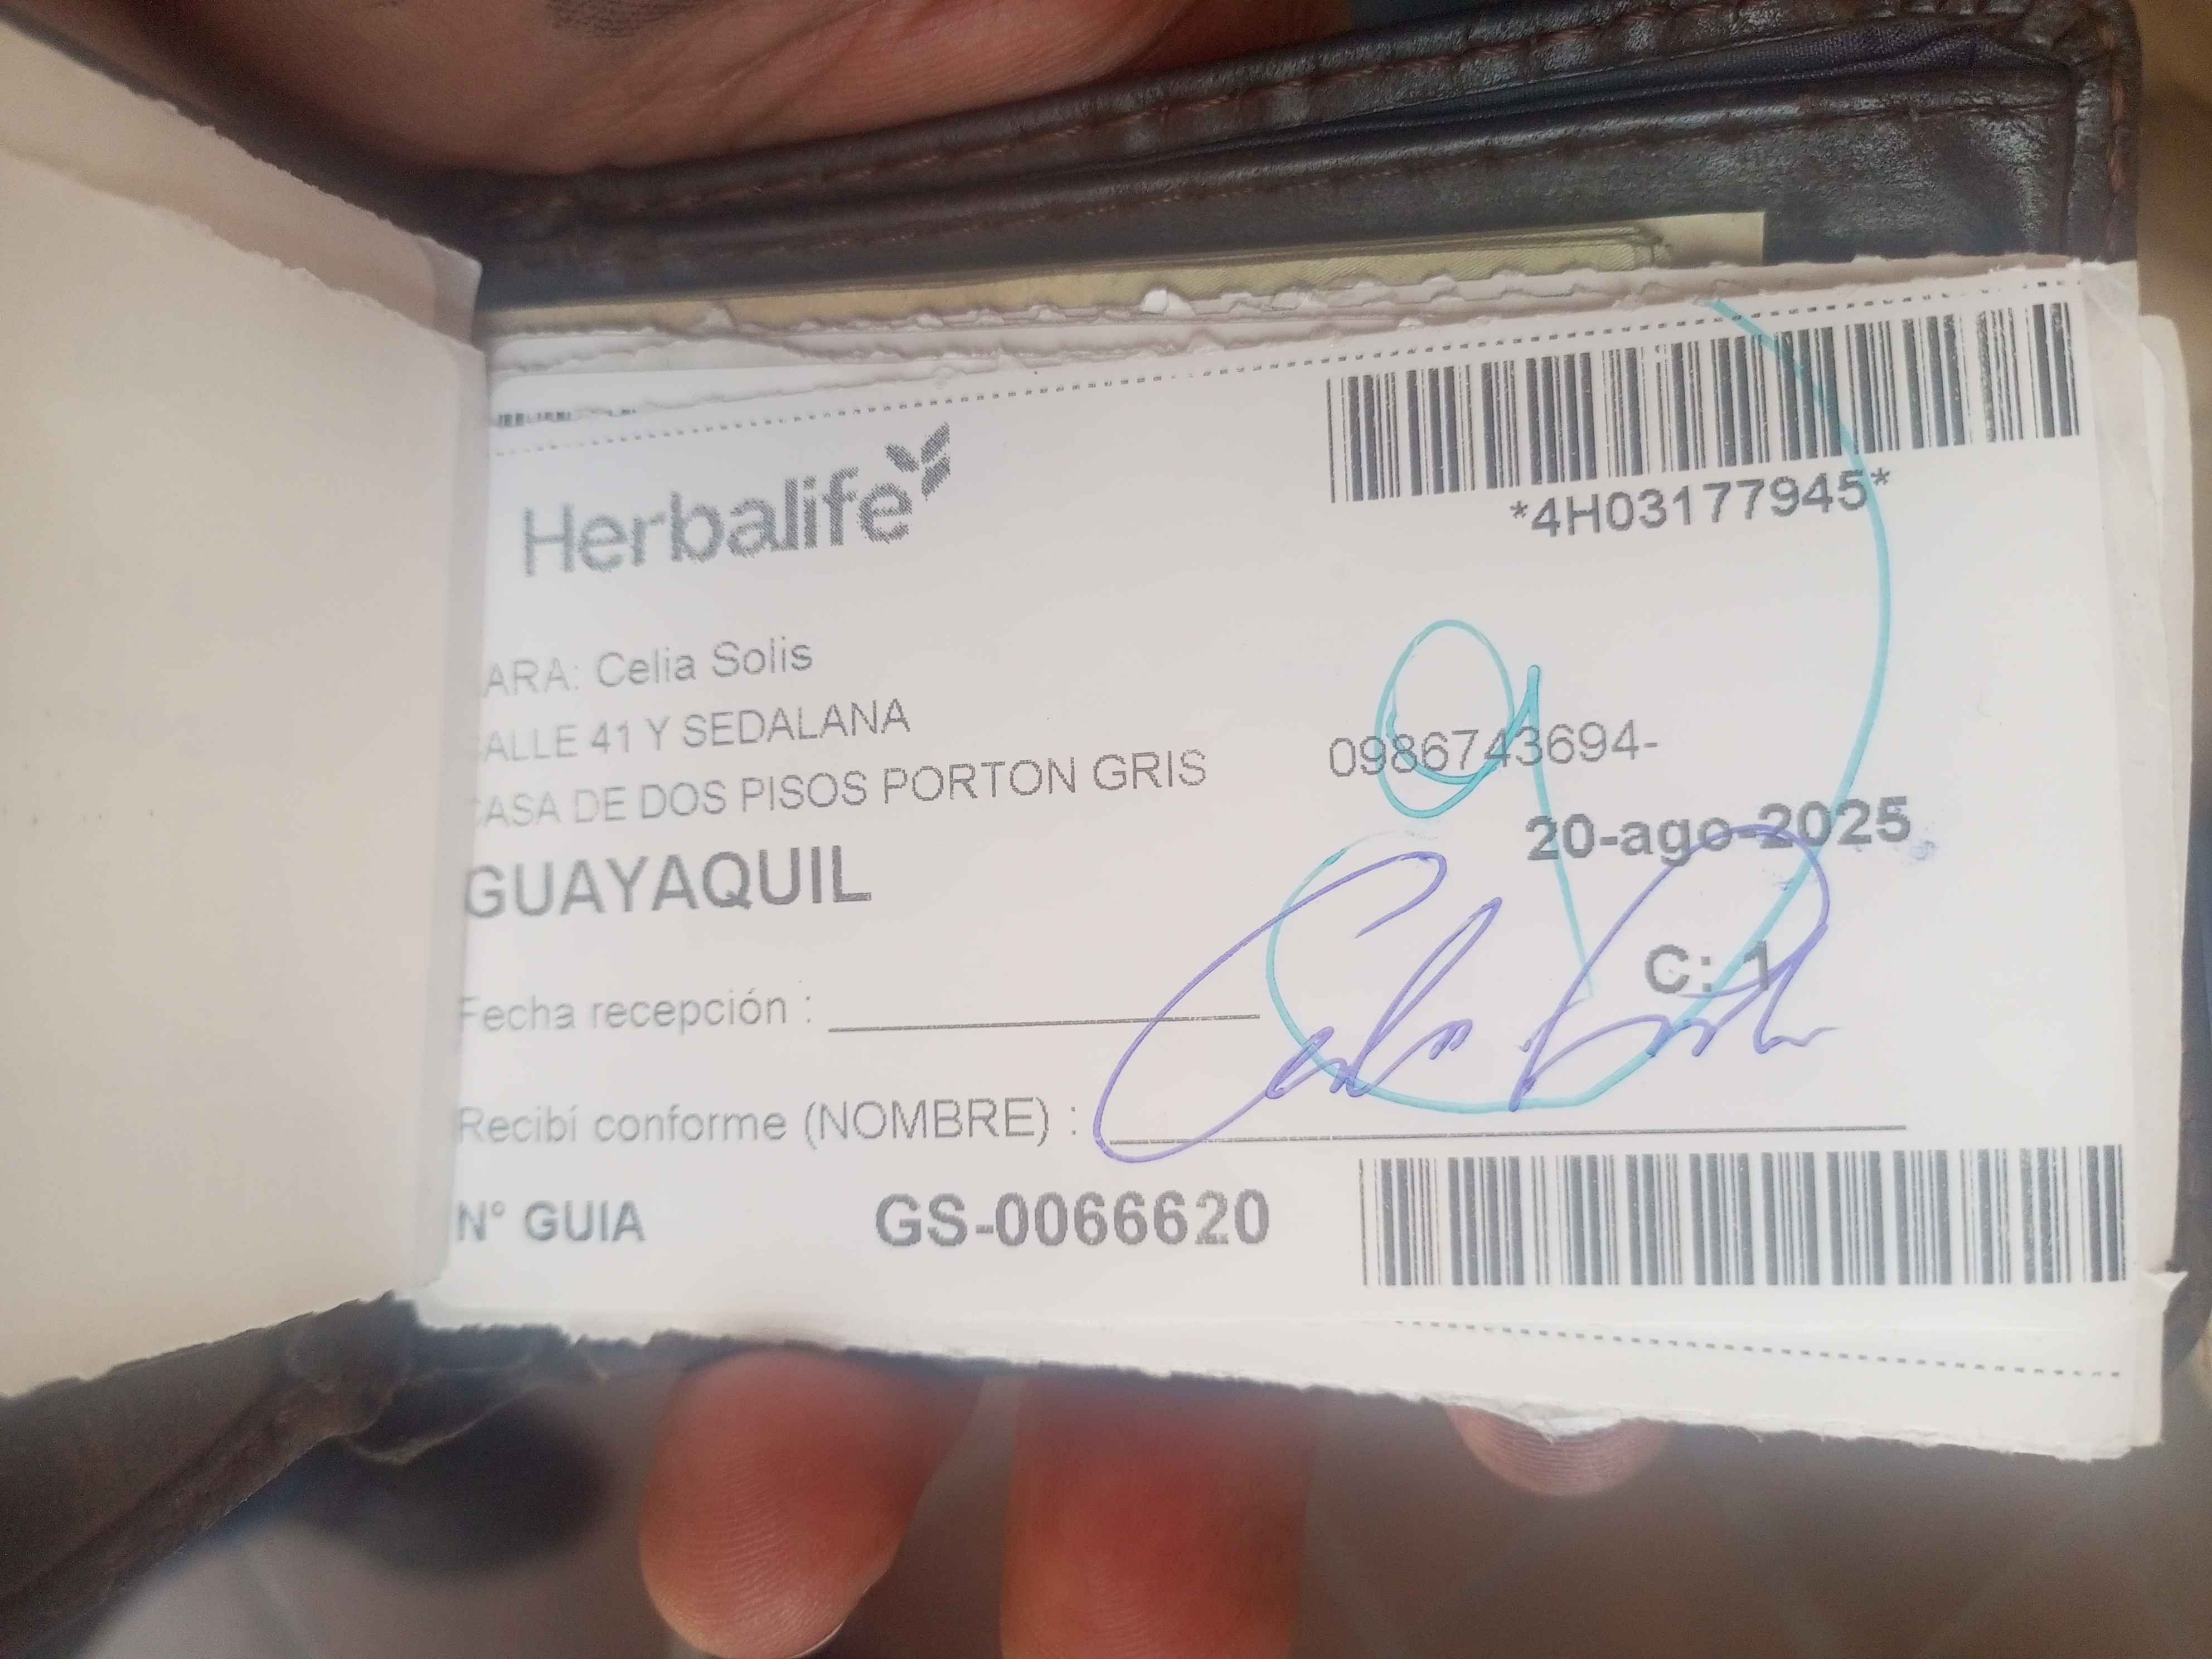 Herbalife
*4H03177945*
ARA: Celia Solis
ALLE 41 Y SEDALANA
ASA DE DOS PISOS PORTON GRIS
0986743694-
20-ago-2025
GUAYAQUIL
C: 1
Fecha recepción :
Recibí conforme (NOMBRE) :
N° GUIA GS-0066620